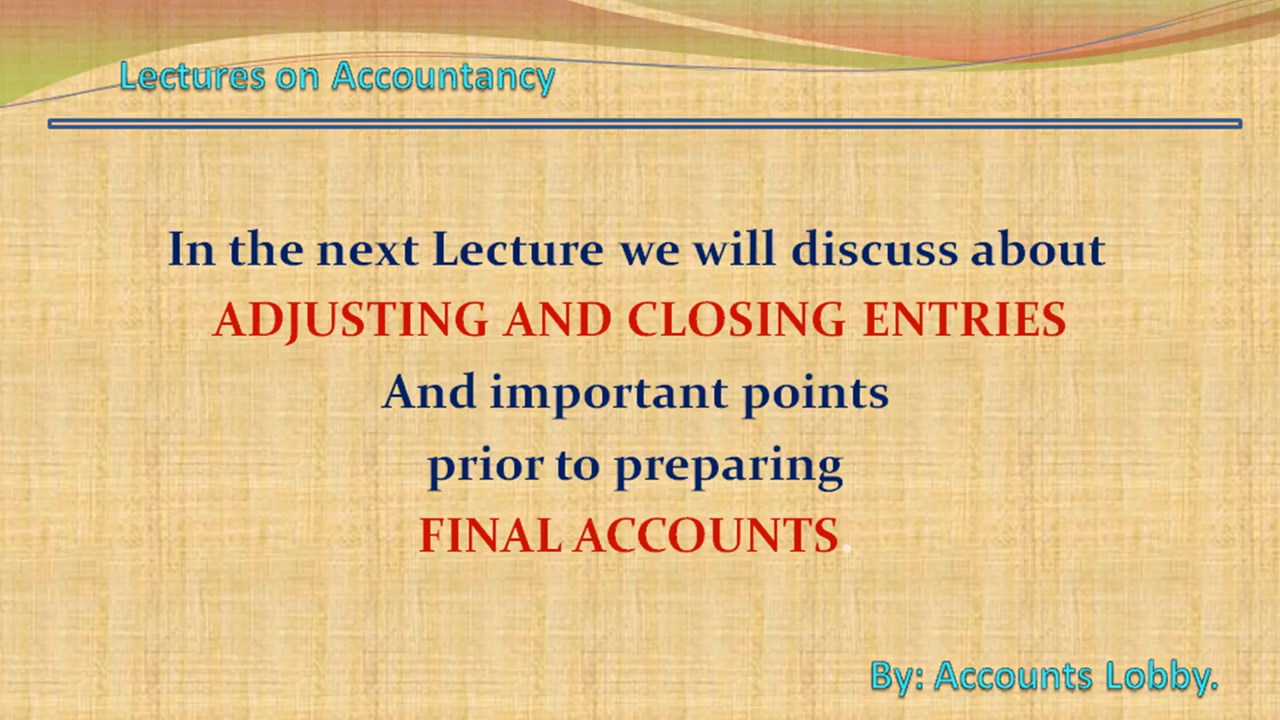 Lectures on Accountancy
In the next Lecture we will discuss about
ADJUSTING AND CLOSING ENTRIES
And important points
prior to preparing
FINAL ACCOUNTS.
By: Accounts Lobby.